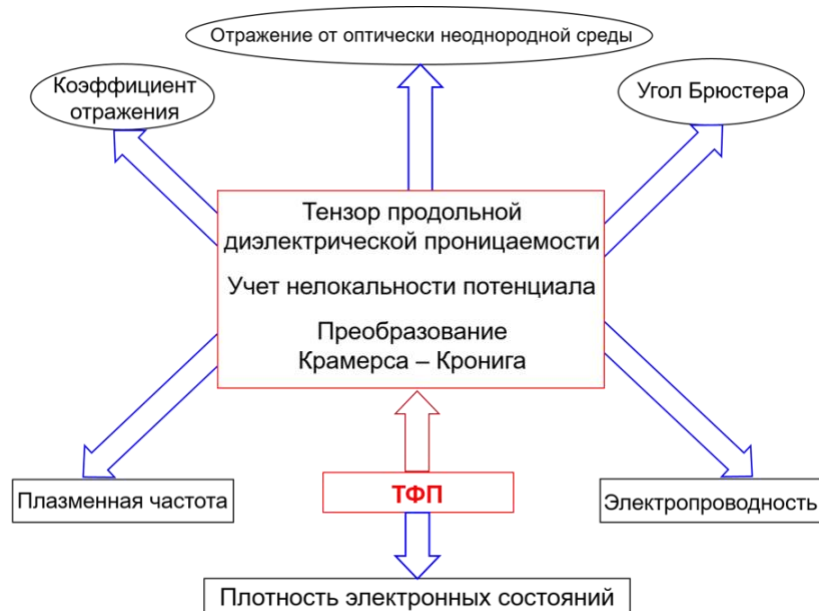 Отражение от оптически неоднородной среды
Коэффициент
отражения
Угол Брюстера
Тензор продольной
диэлектрической проницаемости
Учет нелокальности потенциала
Преобразование
Крамерса – Кронига
Плазменная частота
ТФП
Электропроводность
Плотность электронных состояний